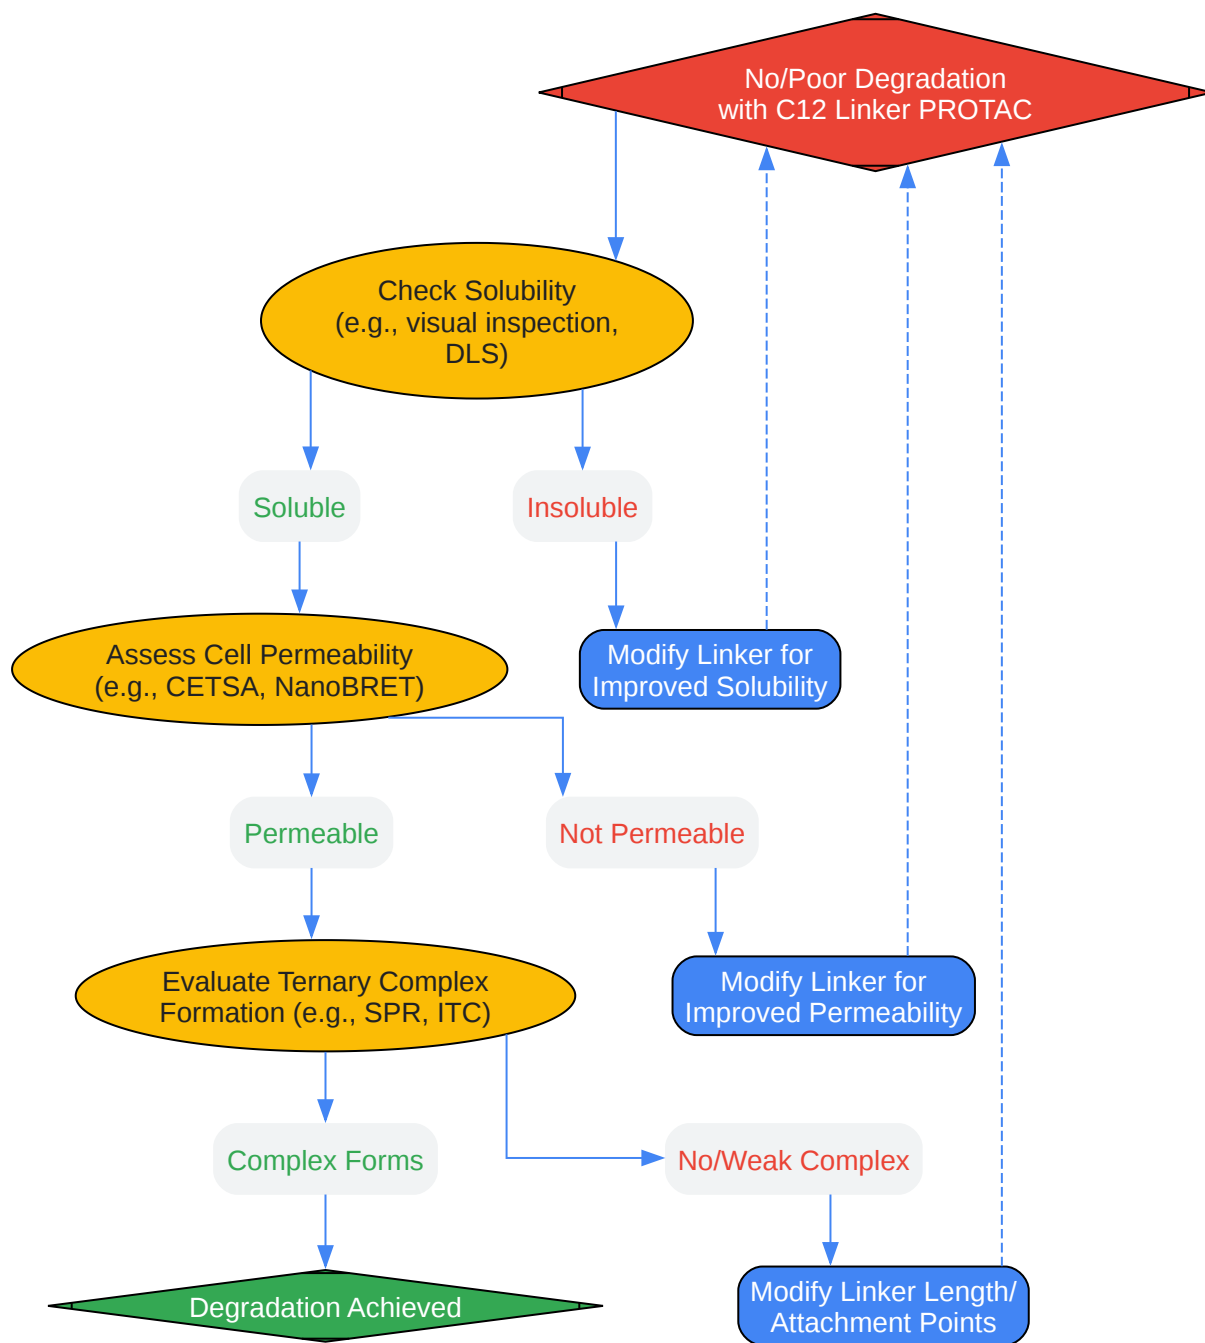 No/Poor Degradation
with C12 Linker PROTAC
Check Solubility
(e.g., visual inspection,
DLS)
Soluble
Insoluble
Assess Cell Permeability
(e.g., CETSA, NanoBRET)
Modify Linker for
Improved Solubility
Permeable
Not Permeable
Evaluate Ternary Complex
Formation (e.g., SPR, ITC)
Modify Linker for
Improved Permeability
Complex Forms
No/Weak Complex
Degradation Achieved
Modify Linker Length/
Attachment Points